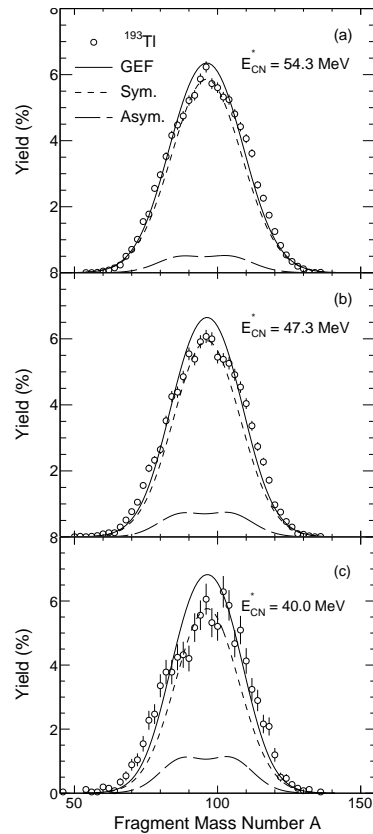 8
(a)
¹⁹³Tl
GEF
E*CN = 54.3 MeV
Sym.
Asym.
6
4
2
Yield (%)
8
(b)
E*CN = 47.3 MeV
6
4
2
Yield (%)
8
(c)
E*CN = 40.0 MeV
6
4
2
0
Yield (%)
50 100 150
Fragment Mass Number A